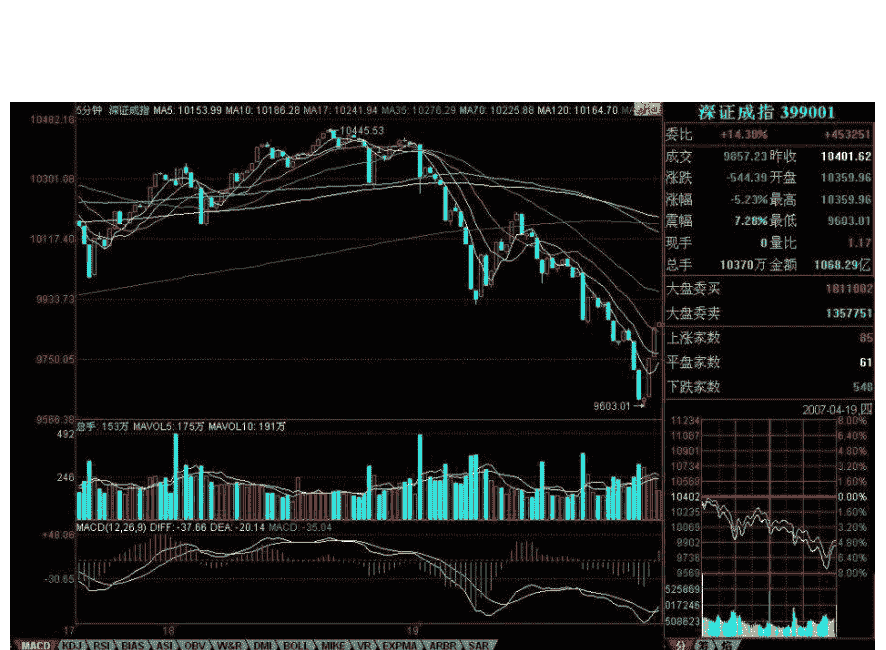 5分钟 深证成指 MA5: 10153.99 MA10: 10186.28 MA17: 10241.94 MA35: 10276.29 MA70: 10225.88 MA120: 10164.70
10482.16
10445.53
10301.08
10117.40
9933.73
9750.05
9603.01
9566.38
总手: 153万 MAVOL5: 175万 MAVOL10: 191万
492
246
MACD(12,26,9) DIFF: -37.66 DEA: -20.14 MACD: -35.04
+48.08
-30.65
17 18 19
MACD KDJ RSI BIAS ASI OBV W&R DMI BOLL MIKE VR EXPMA ARBR SAR
深证成指 399001
委比 +14.30% +453251
成交 9857.23 昨收 10401.62
涨跌 -544.39 开盘 10359.96
涨幅 -5.23% 最高 10359.96
震幅 7.28% 最低 9603.01
现手 0 量比 1.17
总手 10370万 金额 1068.29亿
大盘委买 1811002
大盘委卖 1357751
上涨家数 85
平盘家数 61
下跌家数 548
2007-04-19,四
11234 8.00%
11067 6.40%
10901 4.80%
10734 3.20%
10568 1.60%
10402 0.00%
10235 1.60%
10069 3.20%
9902 4.80%
9736 6.40%
9569 8.00%
525869
017246
508623
分